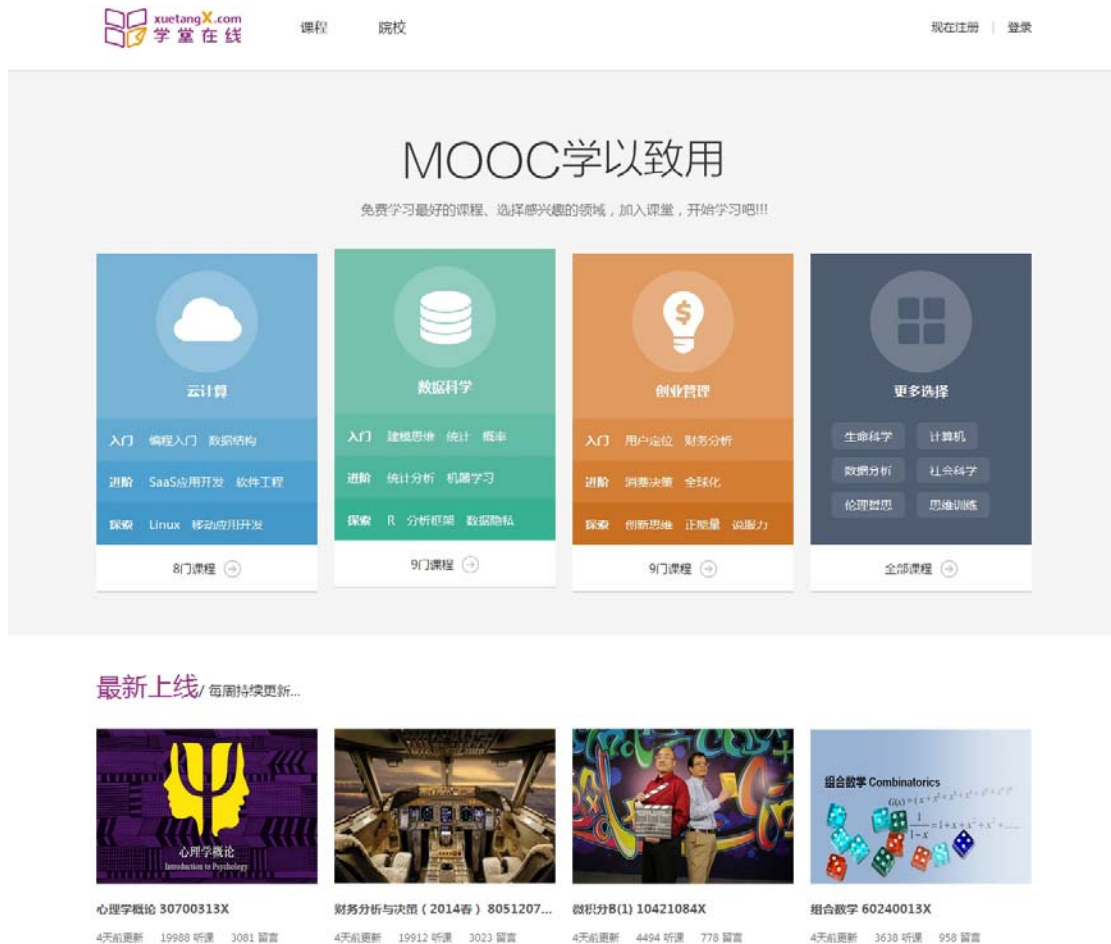 xuetangX.com
学堂在线
课程 院校 现在注册 登录
MOOC学以致用
免费学习最好的课程、选择感兴趣的领域，加入课堂，开始学习吧!!!
云计算
入门 编程入门 数据结构
进阶 SaaS应用开发 软件工程
探索 Linux 移动应用开发
8门课程
数据科学
入门 建模思维 统计 概率
进阶 统计分析 机器学习
探索 R 分析框架 数据隐私
9门课程
创业管理
入门 用户定位 财务分析
进阶 消费决策 全球化
探索 创新思维 正能量 说服力
9门课程
更多选择
生命科学 计算机
数据分析 社会科学
伦理哲思 思维训练
全部课程
最新上线/ 每周持续更新...
心理学概论
Introduction to Psychology
心理学概论 30700313X
4天前更新 19988 听课 3081 留言
财务分析与决策（2014春）8051207...
4天前更新 19912 听课 3023 留言
微积分B(1) 10421084X
4天前更新 4494 听课 778 留言
组合数学 Combinatorics
组合数学 60240013X
4天前更新 3638 听课 958 留言